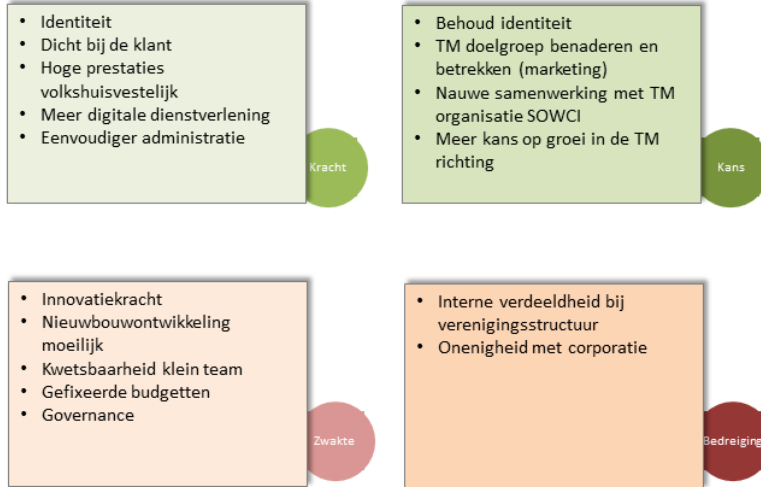 • Identiteit
• Dicht bij de klant
• Hoge prestaties
volkshuisvestelijk
• Meer digitale dienstverlening
• Eenvoudiger administratie
Kracht
• Behoud identiteit
• TM doelgroep benaderen en
betrekken (marketing)
• Nauwe samenwerking met TM
organisatie SOWCI
• Meer kans op groei in de TM
richting
Kans
• Innovatiekracht
• Nieuwbouwontwikkeling
moeilijk
• Kwetsbaarheid klein team
• Gefixeerde budgetten
• Governance
Zwakte
• Interne verdeeldheid bij
verenigingsstructuur
• Onenigheid met corporatie
Bedreiging